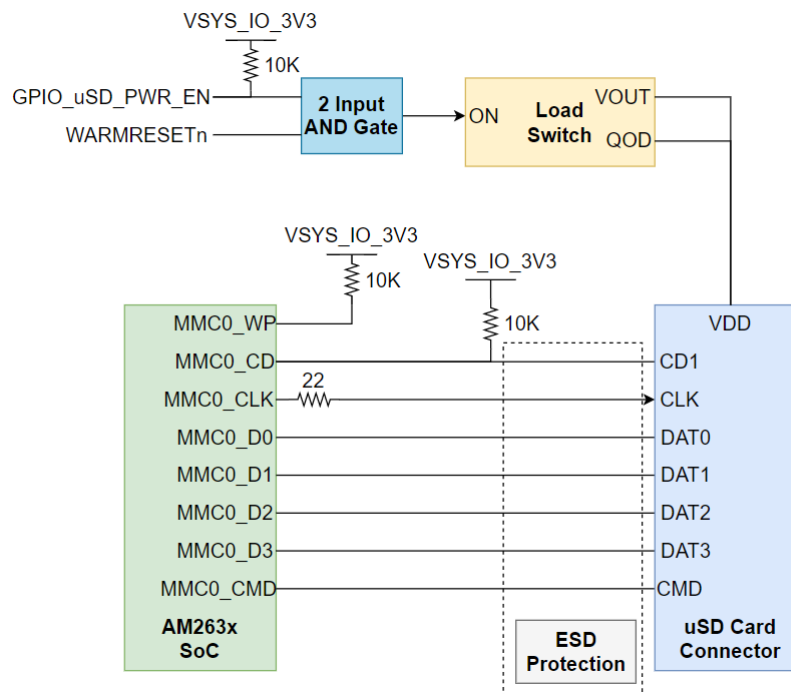 VSYS_IO_3V3
10K
GPIO_uSD_PWR_EN
WARMRESETn
2 Input
AND Gate
ON
Load
Switch
VOUT
QOD
VSYS_IO_3V3
10K
VSYS_IO_3V3
10K
MMC0_WP
MMC0_CD
22
MMC0_CLK
MMC0_D0
MMC0_D1
MMC0_D2
MMC0_D3
MMC0_CMD
AM263x
SoC
ESD
Protection
VDD
CD1
CLK
DAT0
DAT1
DAT2
DAT3
CMD
uSD Card
Connector